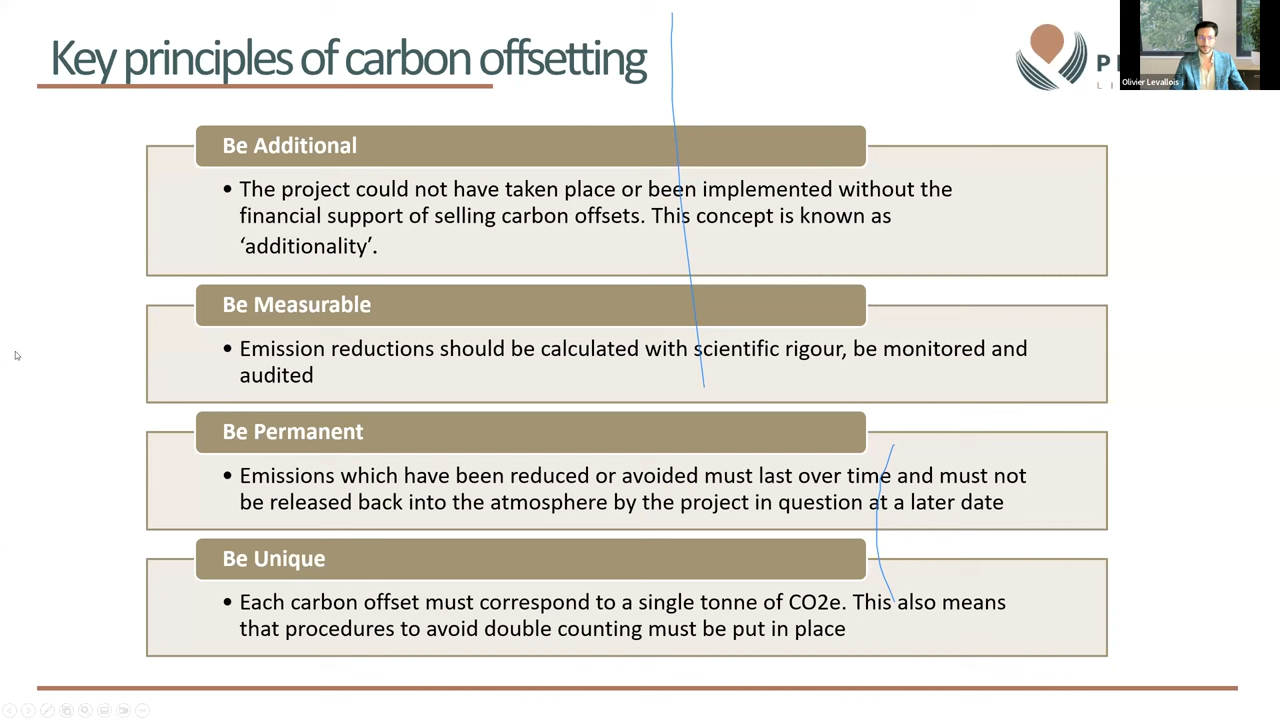 Key principles of carbon offsetting
Olivier Levallois
Be Additional
• The project could not have taken place or been implemented without the
financial support of selling carbon offsets. This concept is known as
‘additionality’.
Be Measurable
• Emission reductions should be calculated with scientific rigour, be monitored and
audited
Be Permanent
• Emissions which have been reduced or avoided must last over time and must not
be released back into the atmosphere by the project in question at a later date
Be Unique
• Each carbon offset must correspond to a single tonne of CO2e. This also means
that procedures to avoid double counting must be put in place